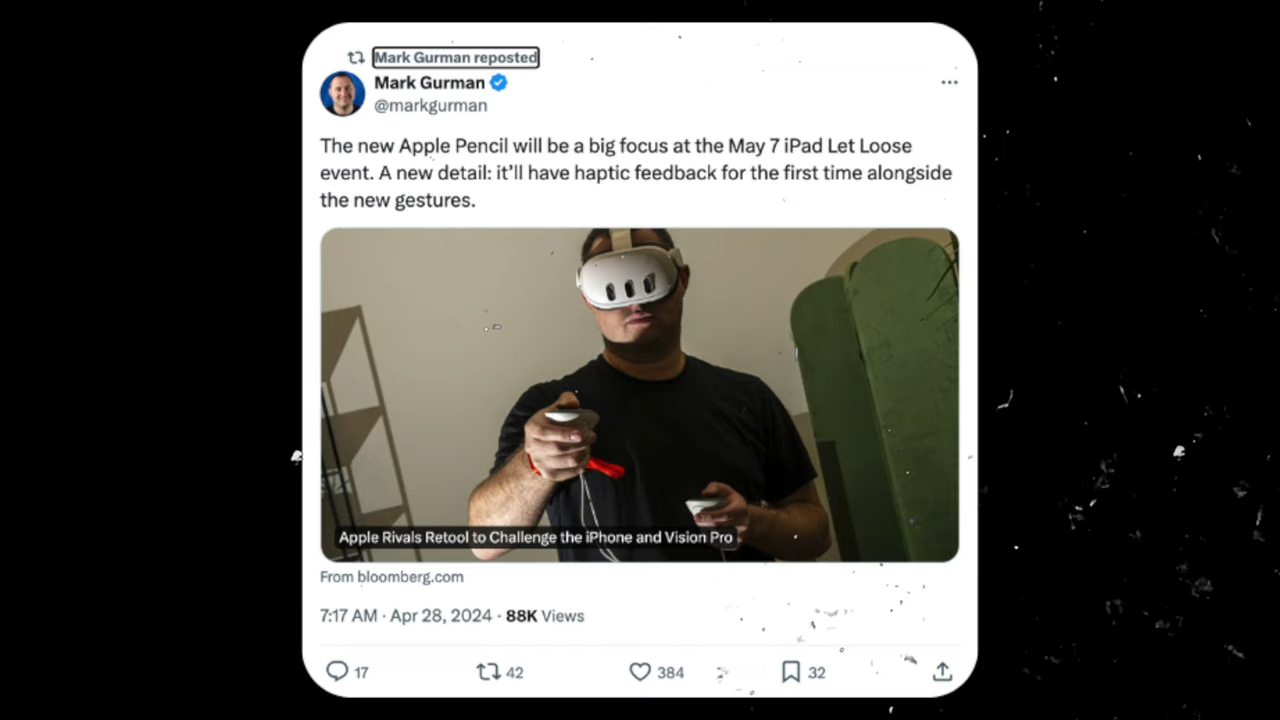 Mark Gurman reposted
Mark Gurman
@markgurman
The new Apple Pencil will be a big focus at the May 7 iPad Let Loose
event. A new detail: it’ll have haptic feedback for the first time alongside
the new gestures.
Apple Rivals Retool to Challenge the iPhone and Vision Pro
From bloomberg.com
7:17 AM · Apr 28, 2024 · 88K Views
17 42 384 32